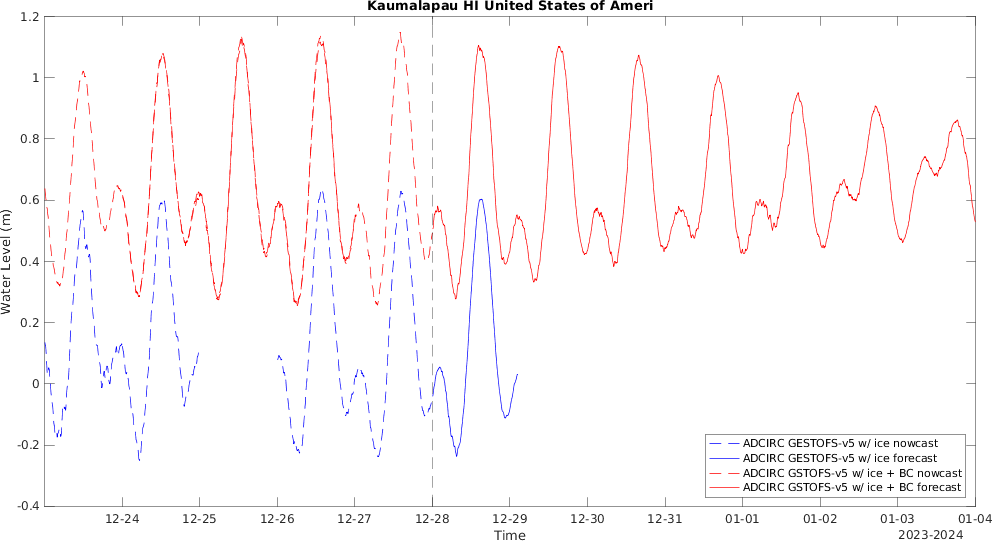 Kaumalapau HI United States of Ameri
1.2
1
0.8
0.6
0.4
0.2
0
-0.2
-0.4
Water Level (m)
12-24 12-25 12-26 12-27 12-28 12-29 12-30 12-31 01-01 01-02 01-03 01-04
Time
2023-2024
ADCIRC GESTOFS-v5 w/ ice nowcast
ADCIRC GESTOFS-v5 w/ ice forecast
ADCIRC GSTOFS-v5 w/ ice + BC nowcast
ADCIRC GSTOFS-v5 w/ ice + BC forecast